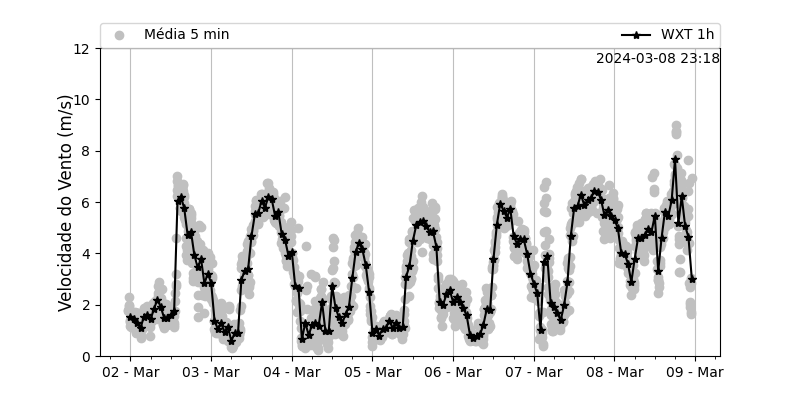 Média 5 min
WXT 1h
2024-03-08 23:18
Velocidade do Vento (m/s)
12
10
8
6
4
2
0
02 - Mar 03 - Mar 04 - Mar 05 - Mar 06 - Mar 07 - Mar 08 - Mar 09 - Mar